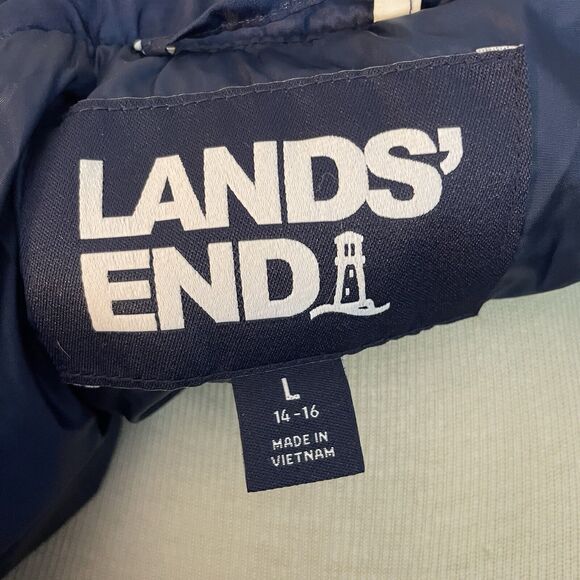 LANDS'
END
L
14-16
MADE IN
VIETNAM